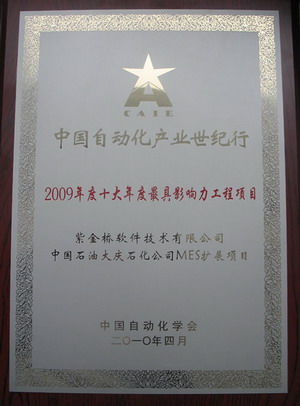 CAIE
中国自动化产业世纪行
2009年度十大年度最具影响力工程项目
紫金桥软件技术有限公司
中国石油大庆石化公司MES扩展项目
中国自动化学会
二〇一〇年四月